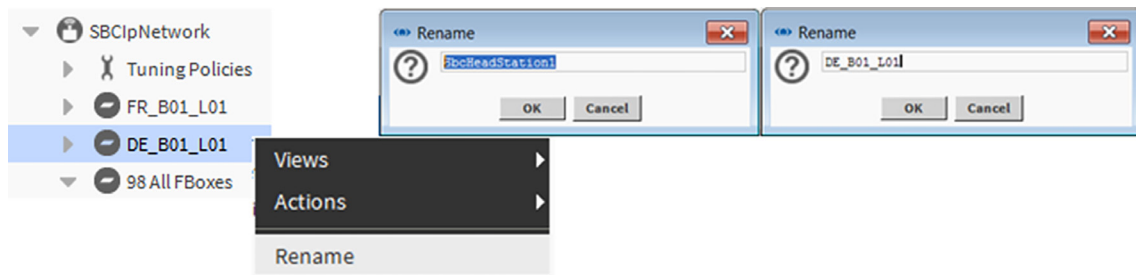 SBCIpNetwork
Tuning Policies
FR_B01_L01
DE_B01_L01
98 All FBoxes
Views
Actions
Rename
Rename
SbcHeadStation1
OK Cancel
Rename
DE_B01_L01
OK Cancel